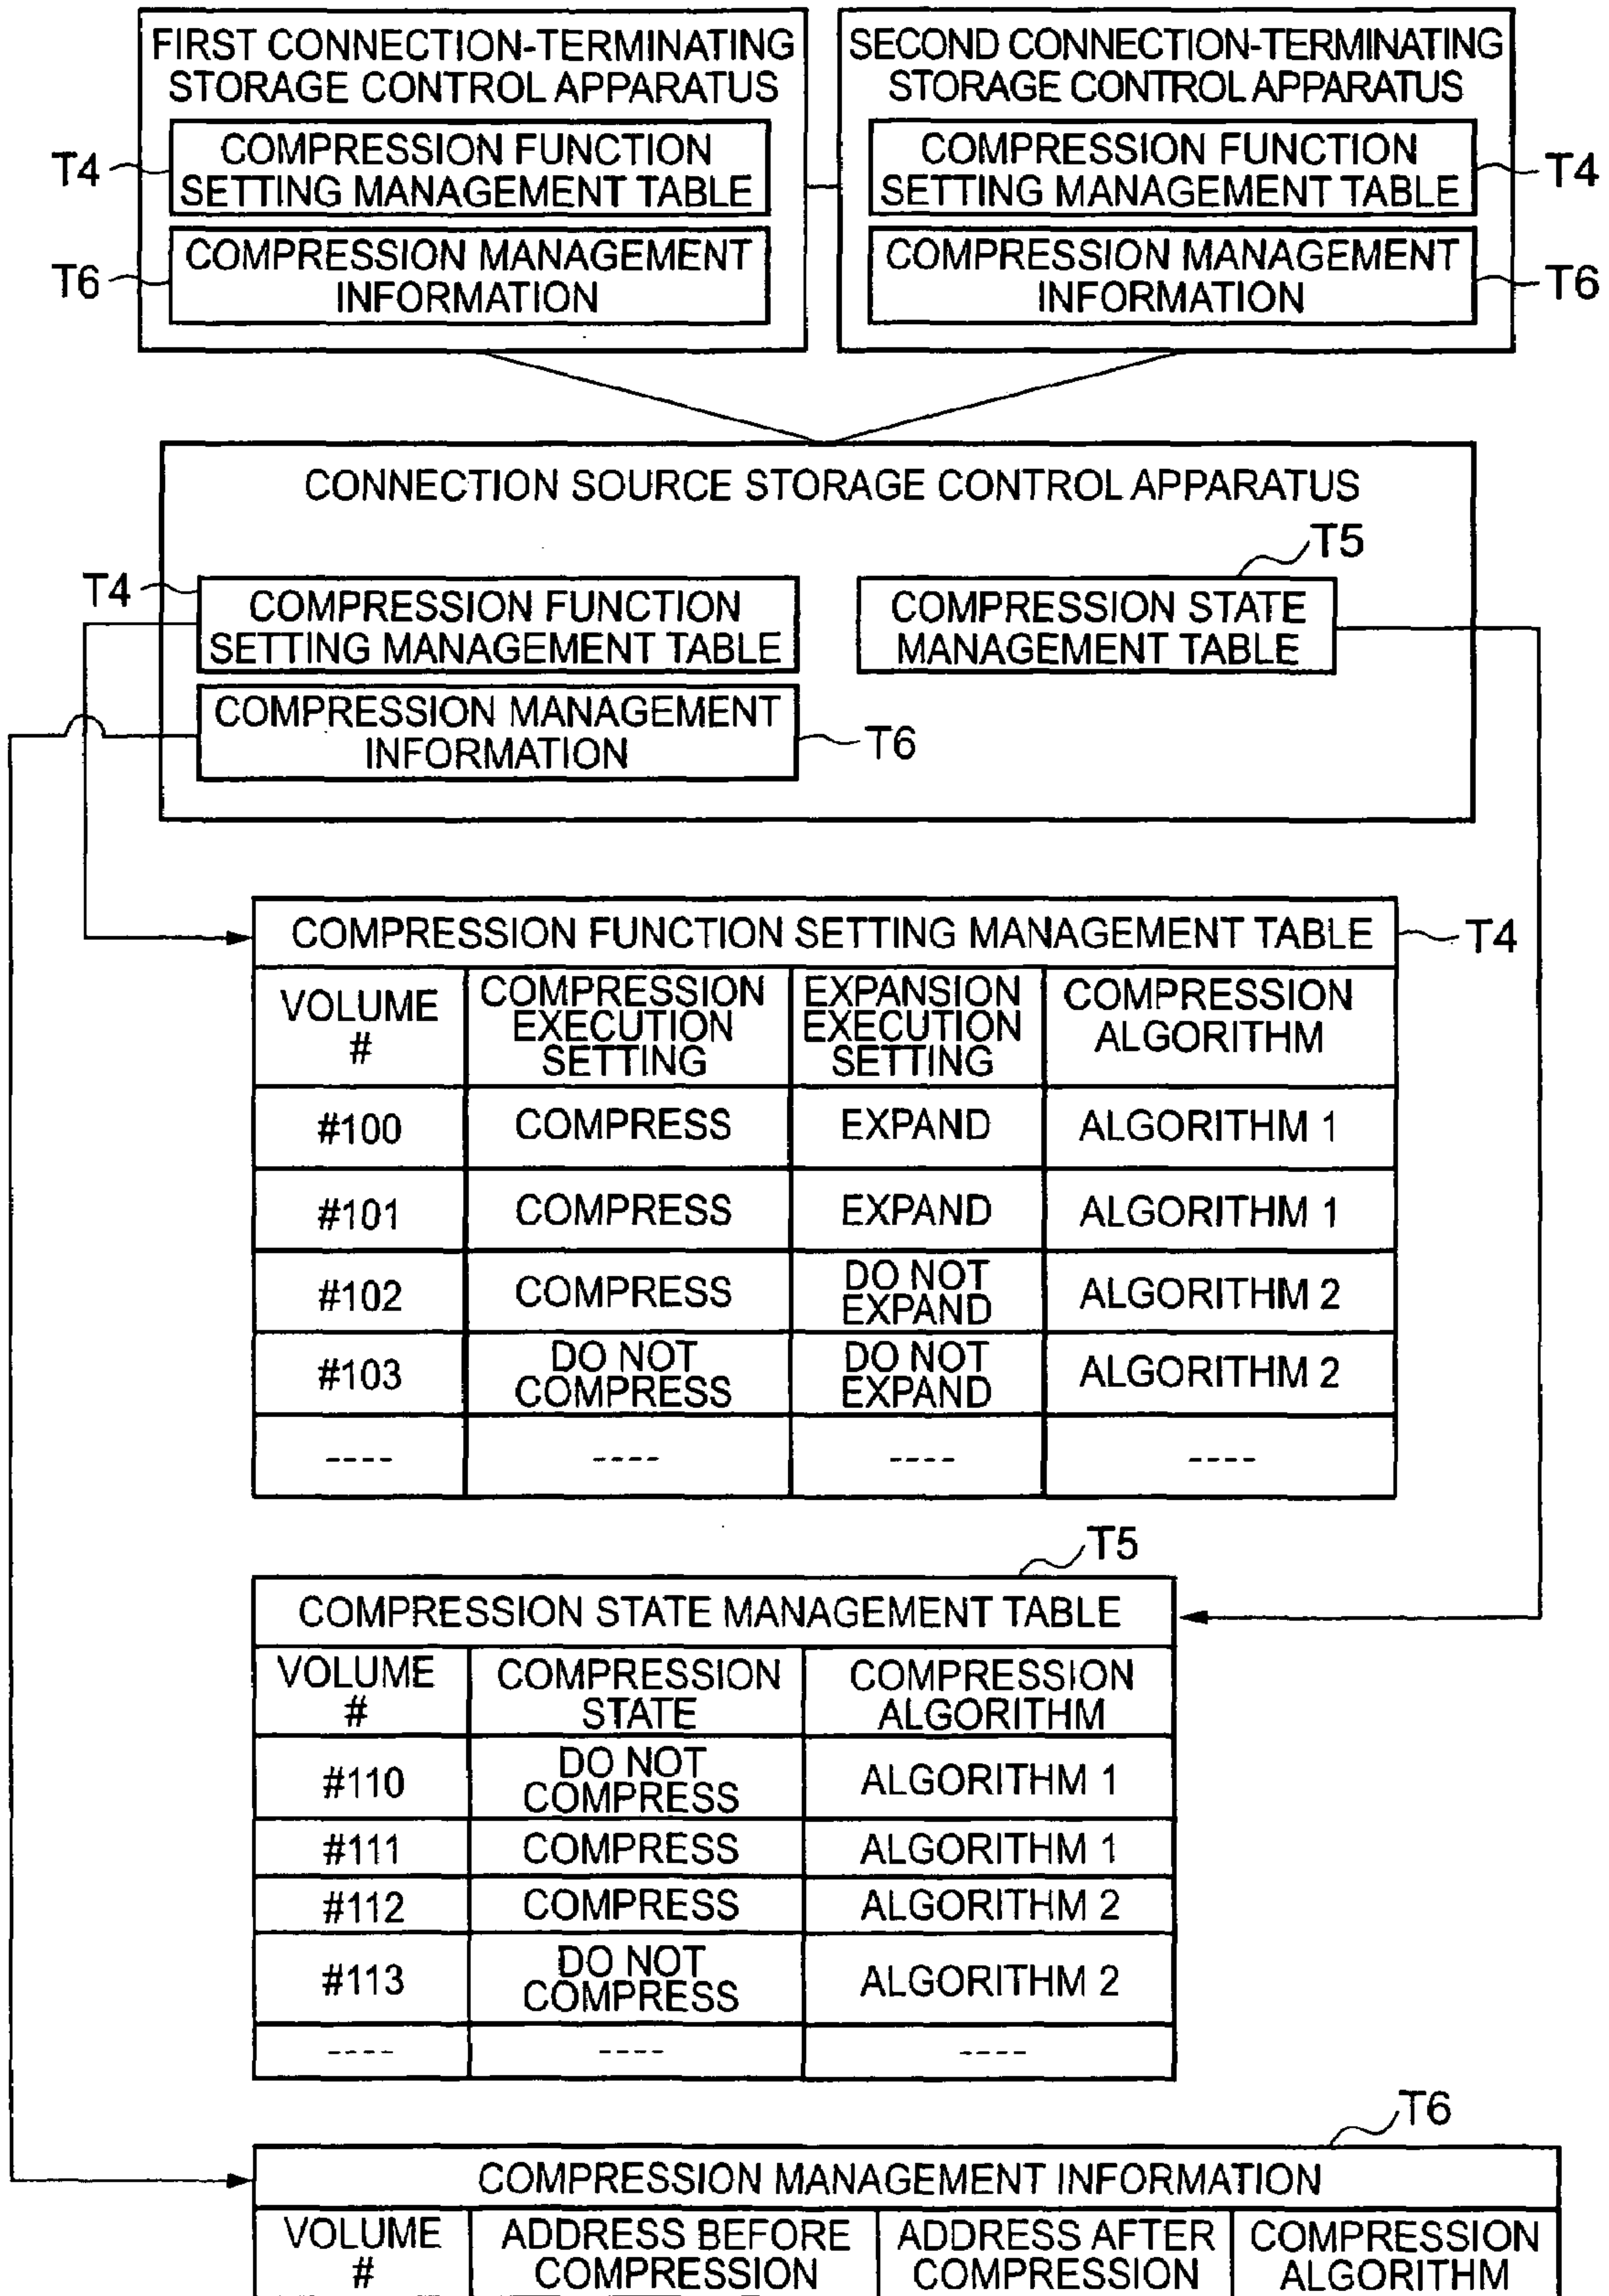 FIRST CONNECTION-TERMINATING
STORAGE CONTROL APPARATUS
T4
COMPRESSION FUNCTION
SETTING MANAGEMENT TABLE
T6
COMPRESSION MANAGEMENT
INFORMATION
SECOND CONNECTION-TERMINATING
STORAGE CONTROL APPARATUS
COMPRESSION FUNCTION
SETTING MANAGEMENT TABLE
T4
COMPRESSION MANAGEMENT
INFORMATION
T6
CONNECTION SOURCE STORAGE CONTROL APPARATUS
T4
COMPRESSION FUNCTION
SETTING MANAGEMENT TABLE
T5
COMPRESSION STATE
MANAGEMENT TABLE
COMPRESSION MANAGEMENT
INFORMATION
T6
COMPRESSION FUNCTION SETTING MANAGEMENT TABLE
T4
VOLUME
#
COMPRESSION
EXECUTION
SETTING
EXPANSION
EXECUTION
SETTING
COMPRESSION
ALGORITHM
#100
COMPRESS
EXPAND
ALGORITHM 1
#101
COMPRESS
EXPAND
ALGORITHM 1
#102
COMPRESS
DO NOT
EXPAND
ALGORITHM 2
#103
DO NOT
COMPRESS
DO NOT
EXPAND
ALGORITHM 2
----
----
----
----
T5
COMPRESSION STATE MANAGEMENT TABLE
VOLUME
#
COMPRESSION
STATE
COMPRESSION
ALGORITHM
#110
DO NOT
COMPRESS
ALGORITHM 1
#111
COMPRESS
ALGORITHM 1
#112
COMPRESS
ALGORITHM 2
#113
DO NOT
COMPRESS
ALGORITHM 2
----
----
----
T6
COMPRESSION MANAGEMENT INFORMATION
VOLUME
#
ADDRESS BEFORE
COMPRESSION
ADDRESS AFTER
COMPRESSION
COMPRESSION
ALGORITHM